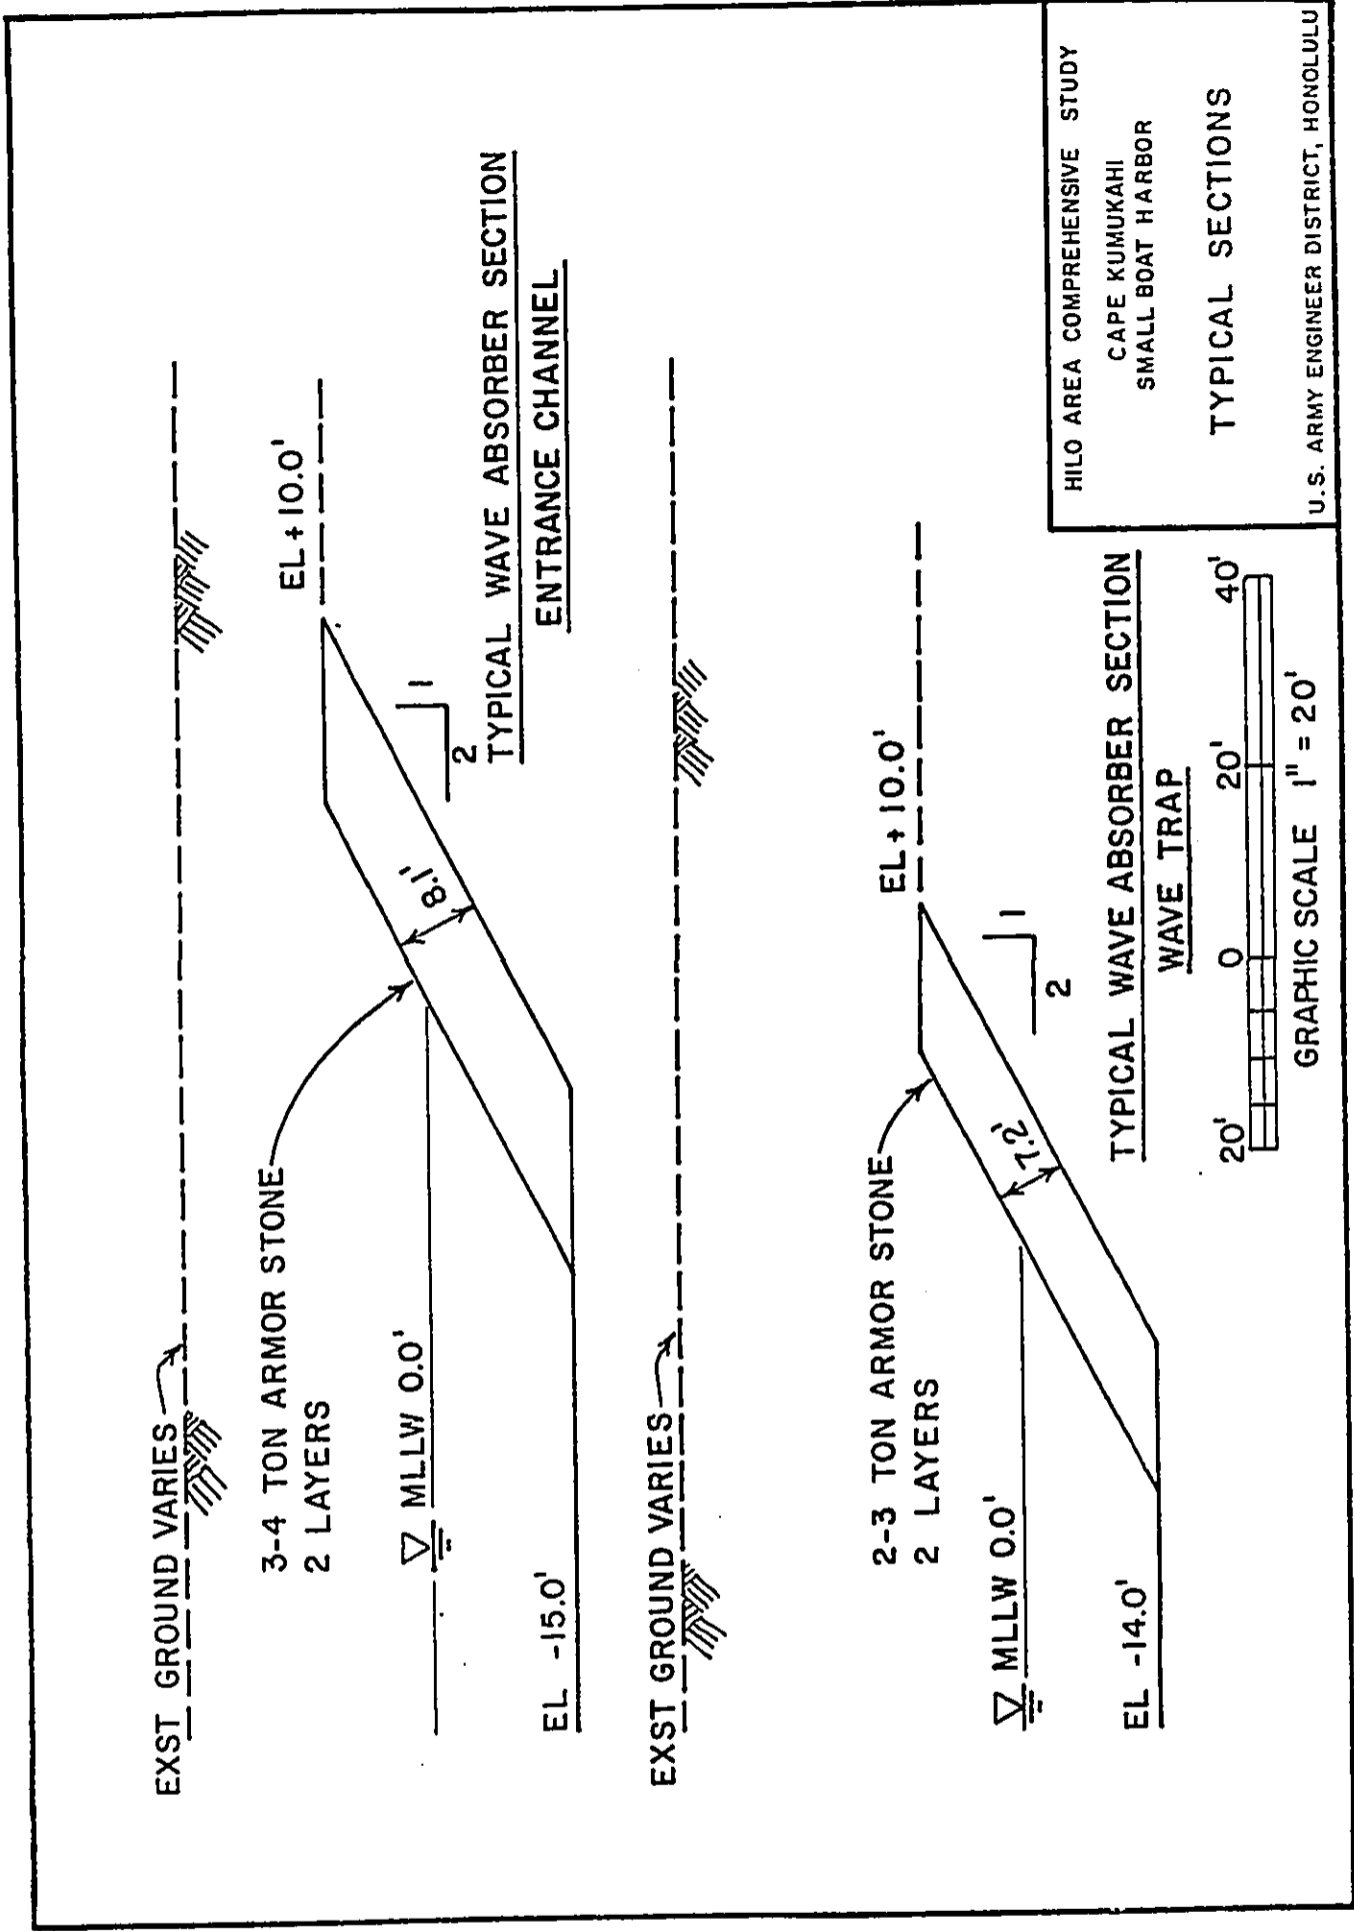 EXST GROUND VARIES
EL+10.0'
3-4 TON ARMOR STONE
2 LAYERS
8.1'
1
2
MLLW 0.0'
EL -15.0'
TYPICAL WAVE ABSORBER SECTION
ENTRANCE CHANNEL
EXST GROUND VARIES
EL+10.0'
2-3 TON ARMOR STONE
2 LAYERS
7.2'
1
2
MLLW 0.0'
EL -14.0'
TYPICAL WAVE ABSORBER SECTION
WAVE TRAP
20' 0 20' 40'
GRAPHIC SCALE 1" = 20'
HILO AREA COMPREHENSIVE STUDY
CAPE KUMUKAHI
SMALL BOAT HARBOR
TYPICAL SECTIONS
U.S. ARMY ENGINEER DISTRICT, HONOLULU